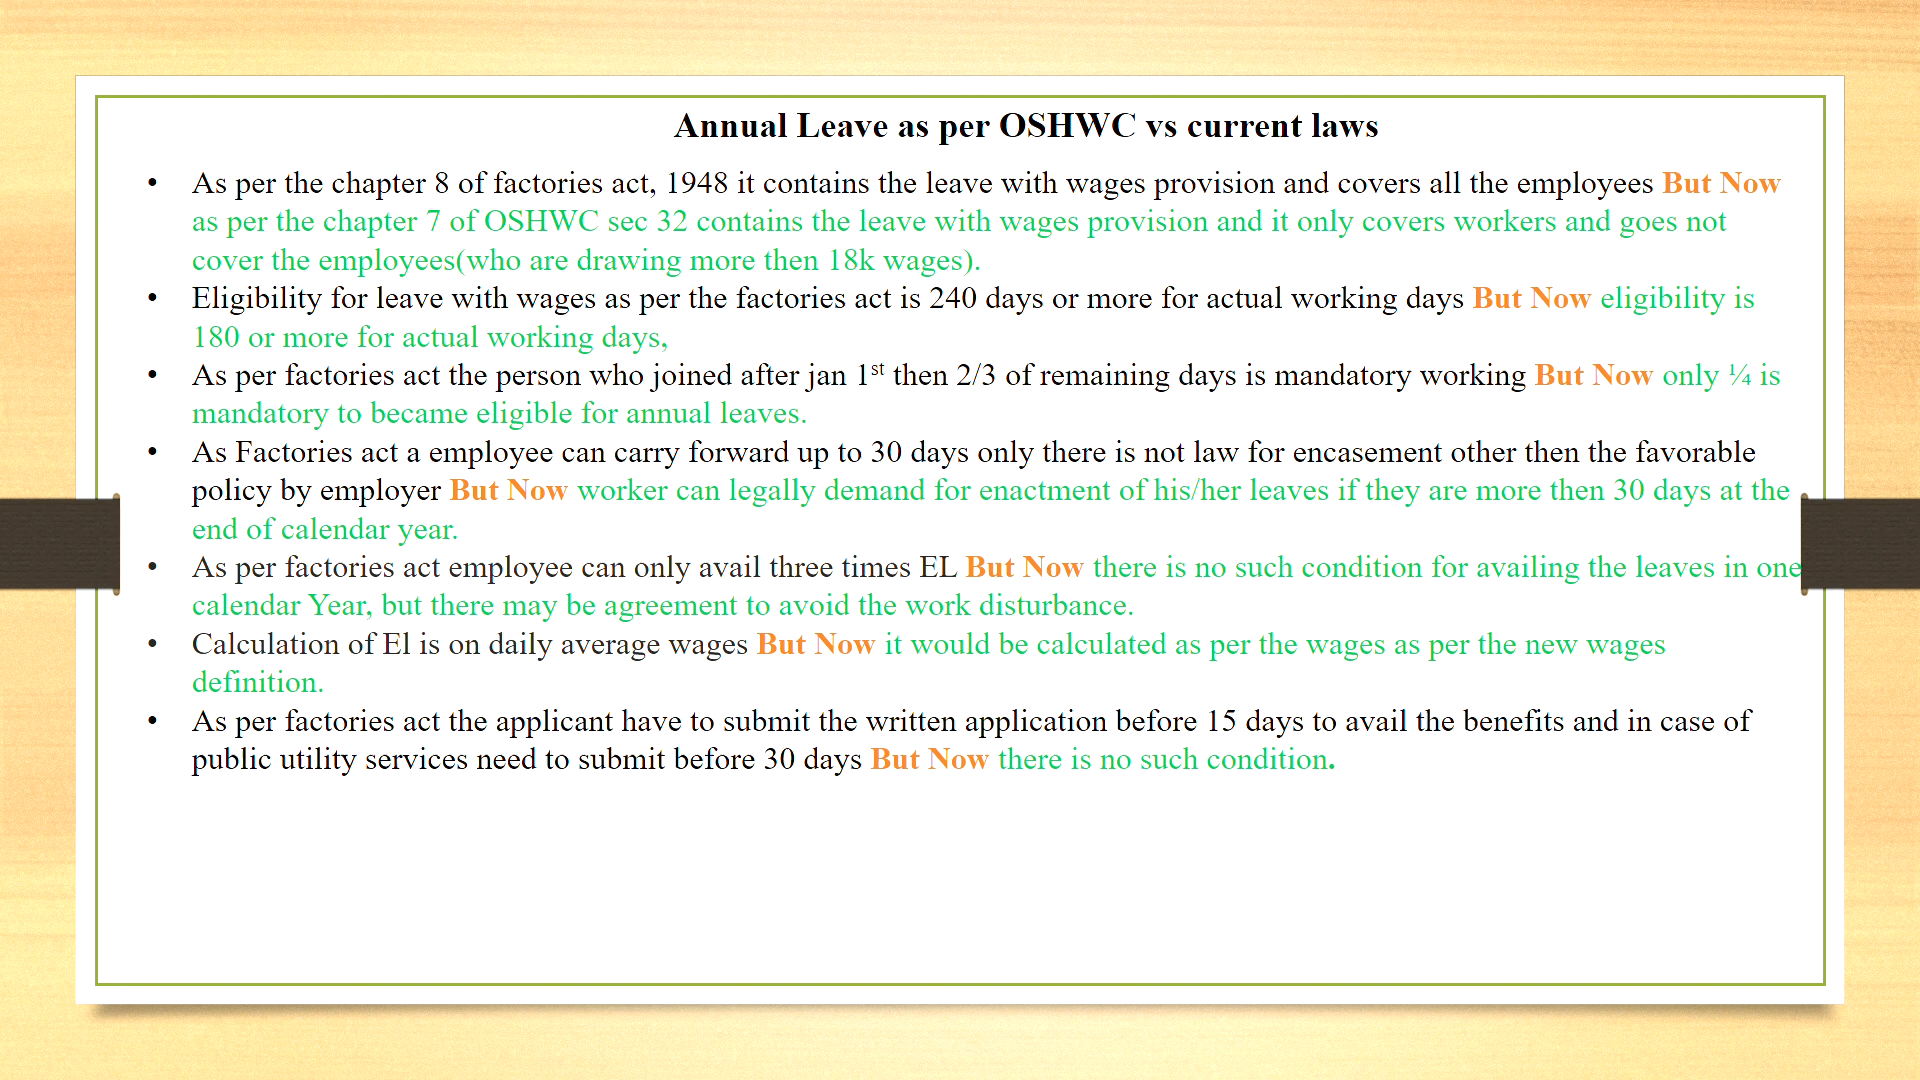 Annual Leave as per OSHWC vs current laws
• As per the chapter 8 of factories act, 1948 it contains the leave with wages provision and covers all the employees But Now
as per the chapter 7 of OSHWC sec 32 contains the leave with wages provision and it only covers workers and goes not
cover the employees(who are drawing more then 18k wages).
• Eligibility for leave with wages as per the factories act is 240 days or more for actual working days But Now eligibility is
180 or more for actual working days,
• As per factories act the person who joined after jan 1st then 2/3 of remaining days is mandatory working But Now only ¼ is
mandatory to became eligible for annual leaves.
• As Factories act a employee can carry forward up to 30 days only there is not law for encasement other then the favorable
policy by employer But Now worker can legally demand for enactment of his/her leaves if they are more then 30 days at the
end of calendar year.
• As per factories act employee can only avail three times EL But Now there is no such condition for availing the leaves in one
calendar Year, but there may be agreement to avoid the work disturbance.
• Calculation of El is on daily average wages But Now it would be calculated as per the wages as per the new wages
definition.
• As per factories act the applicant have to submit the written application before 15 days to avail the benefits and in case of
public utility services need to submit before 30 days But Now there is no such condition.